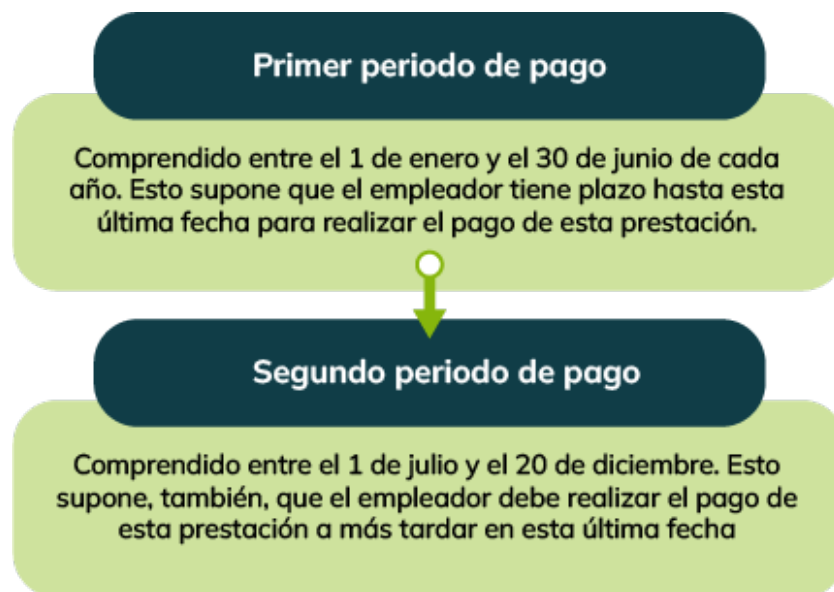 Primer periodo de pago
Comprendido entre el 1 de enero y el 30 de junio de cada
año. Esto supone que el empleador tiene plazo hasta esta
última fecha para realizar el pago de esta prestación.
Segundo periodo de pago
Comprendido entre el 1 de julio y el 20 de diciembre. Esto
supone, también, que el empleador debe realizar el pago de
esta prestación a más tardar en esta última fecha